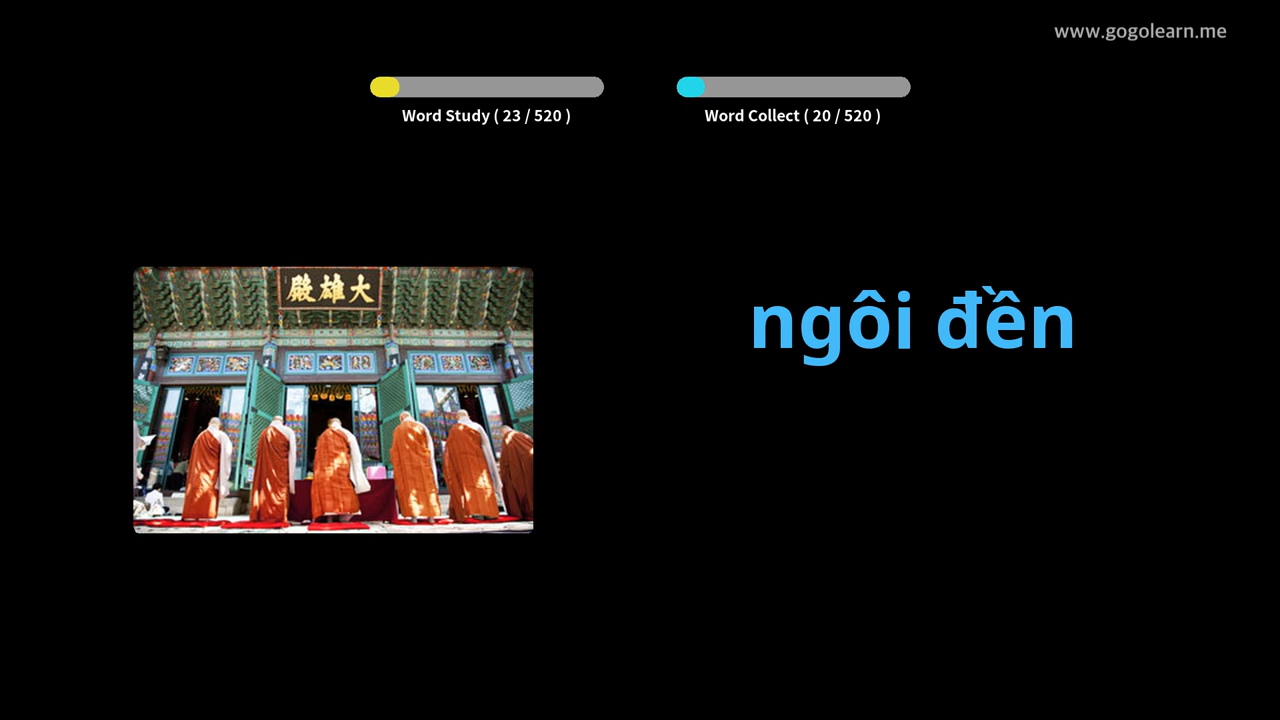 www.gogolearn.me
Word Study ( 23 / 520 )
Word Collect ( 20 / 520 )
殿雄大
ngôi đền